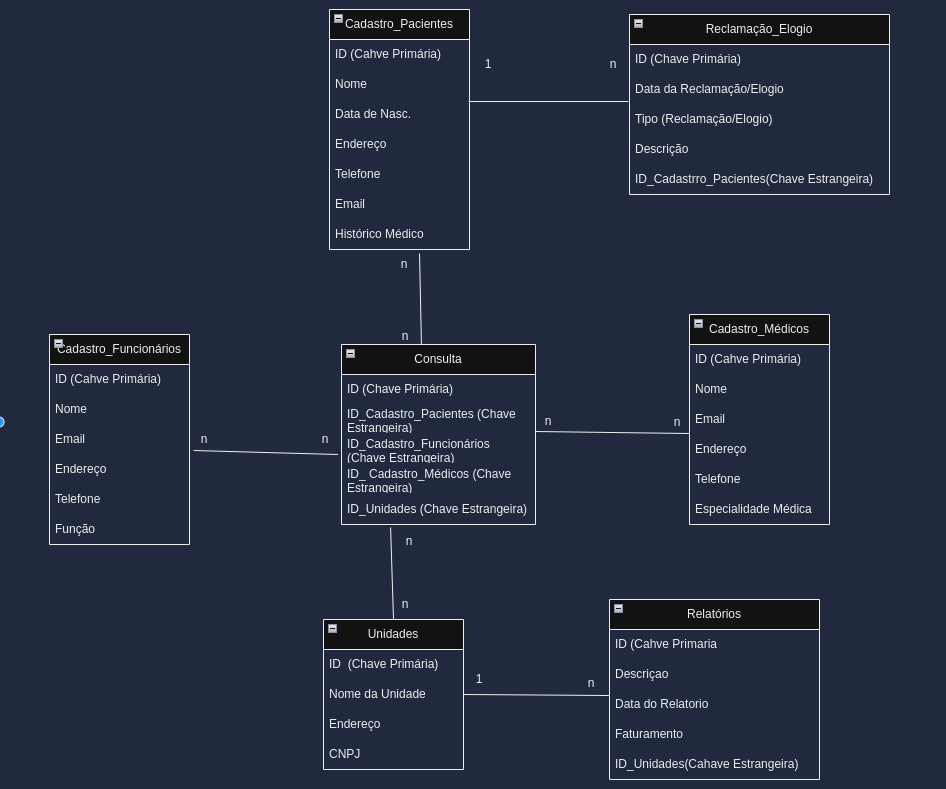 Cadastro_Pacientes
ID (Cahve Primária)
Nome
Data de Nasc.
Endereço
Telefone
Email
Histórico Médico
1
n
Reclamação_Elogio
ID (Chave Primária)
Data da Reclamação/Elogio
Tipo (Reclamação/Elogio)
Descrição
ID_Cadastrro_Pacientes(Chave Estrangeira)
n
n
Cadastro_Funcionários
ID (Cahve Primária)
Nome
Email
Endereço
Telefone
Função
n
n
Consulta
ID (Chave Primária)
ID_Cadastro_Pacientes (Chave
Estrangeira)
ID_Cadastro_Funcionários
(Chave Estrangeira)
ID_ Cadastro_Médicos (Chave
Estrangeira)
ID_Unidades (Chave Estrangeira)
n
n
Cadastro_Médicos
ID (Cahve Primária)
Nome
Email
Endereço
Telefone
Especialidade Médica
n
n
Unidades
ID  (Chave Primária)
Nome da Unidade
Endereço
CNPJ
1
n
Relatórios
ID (Cahve Primaria
Descriçao
Data do Relatorio
Faturamento
ID_Unidades(Cahave Estrangeira)